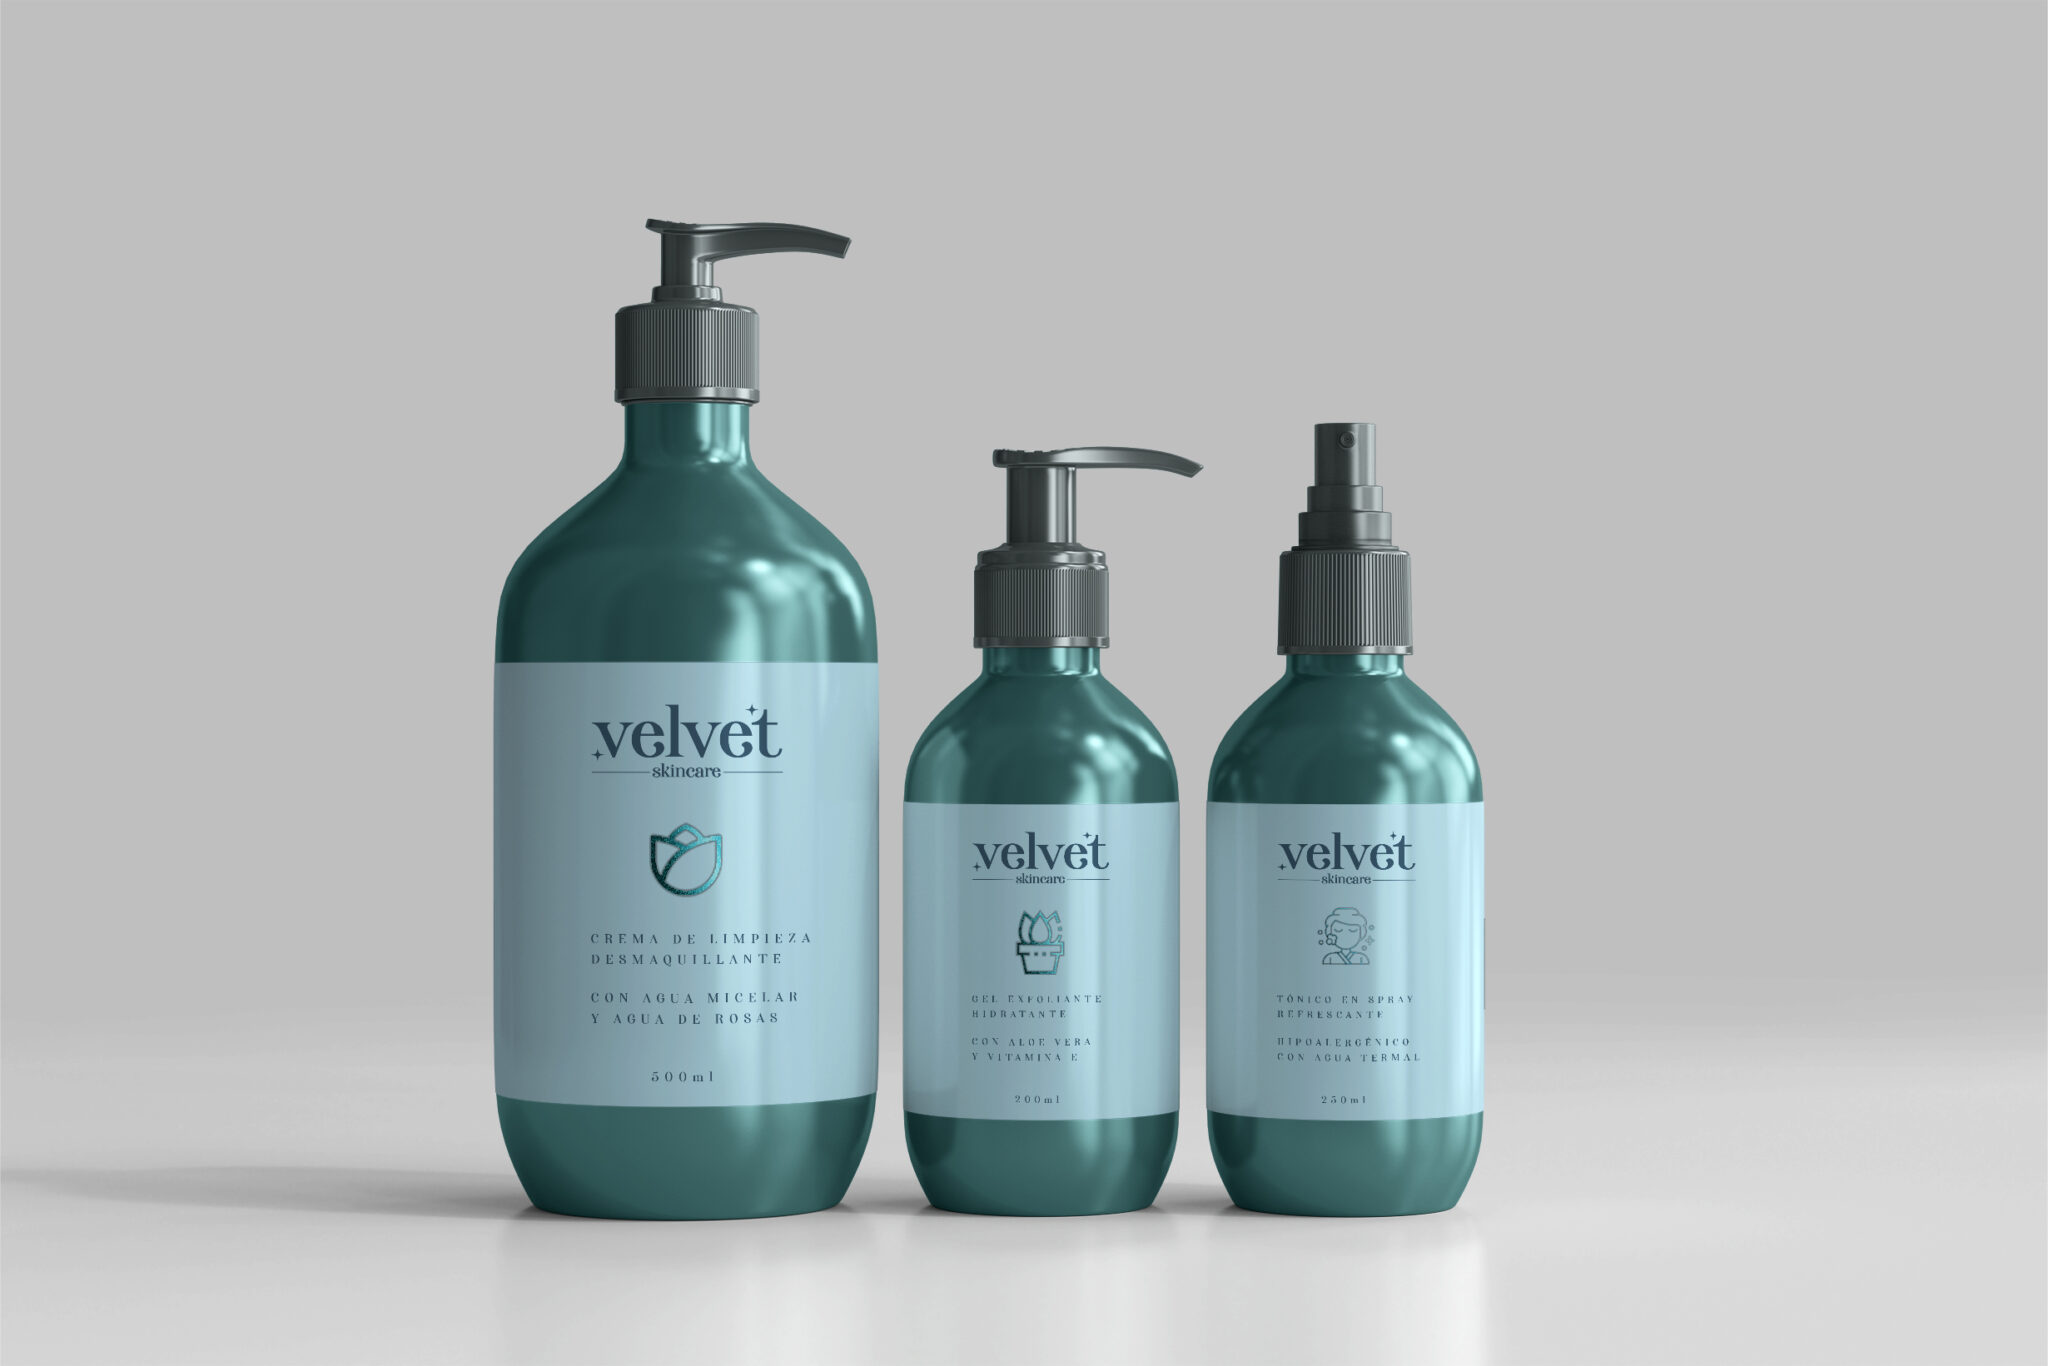 velvet
skincare
CREMA DE LIMPIEZA
DESMAQUILLANTE
CON AGUA MICELAR
Y AGUA DE ROSAS
500ml
velvet
skincare
GEL EXFOLIANTE
HIDRATANTE
CON ALOE VERA
Y VITAMINA E
200ml
velvet
skincare
TÓNICO EN SPRAY
REFRESCANTE
HIPOALERGÉNICO
CON AGUA TERMAL
250ml